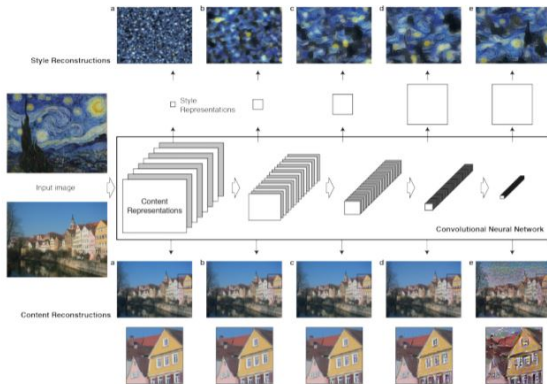 a b c d e
Style Reconstructions
Style
Representations
Input image
Content
Representations
Convolutional Neural Network
a b c d e
Content Reconstructions